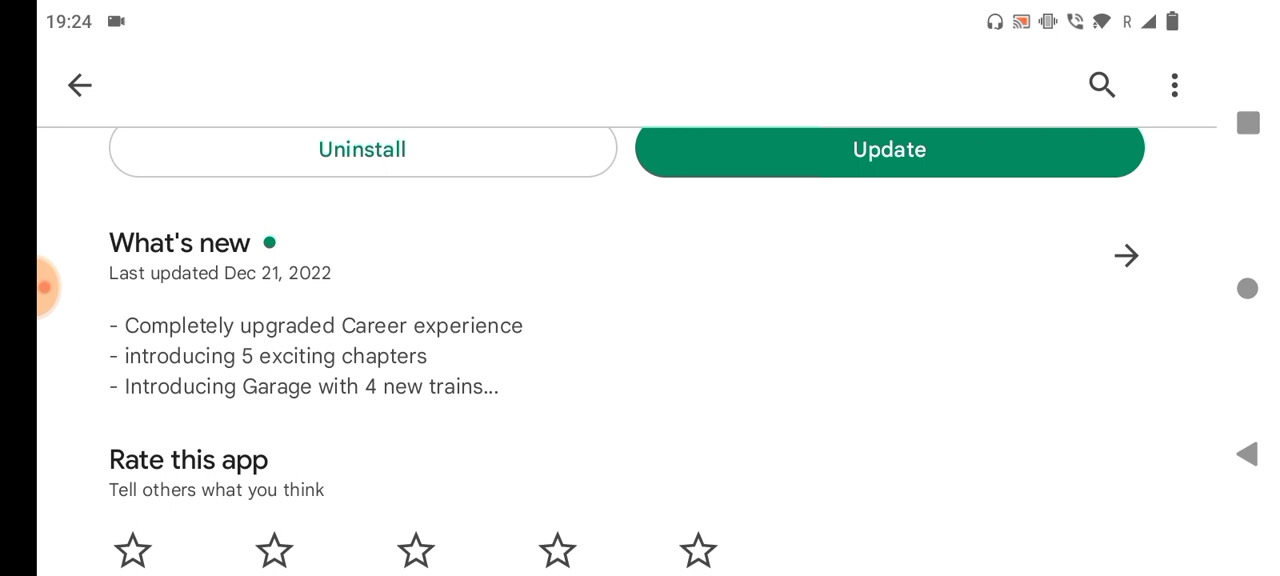 19:24
R
Uninstall
Update
What's new
Last updated Dec 21, 2022
- Completely upgraded Career experience
- introducing 5 exciting chapters
- Introducing Garage with 4 new trains...
Rate this app
Tell others what you think